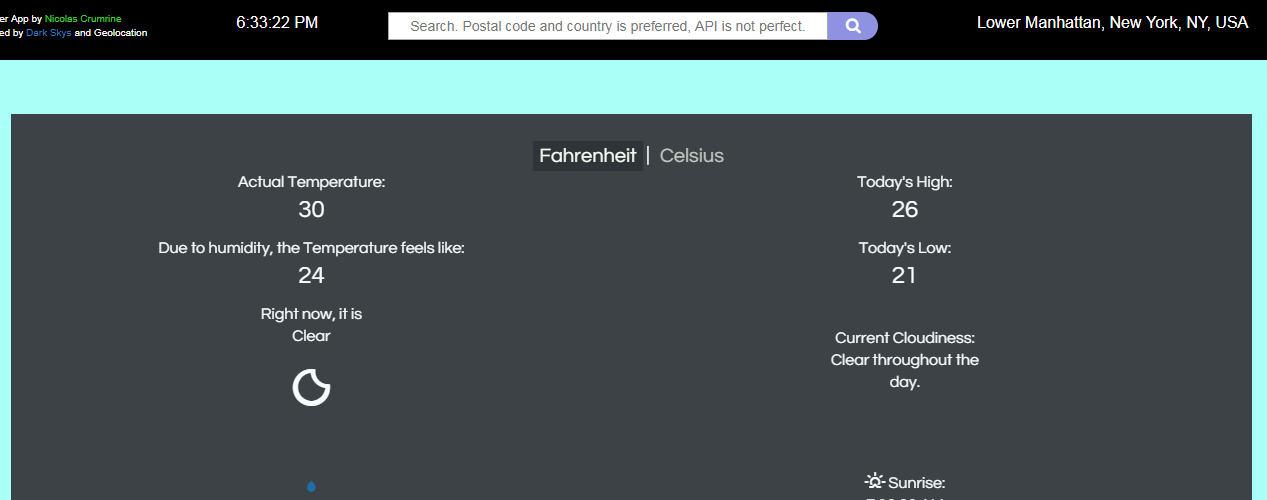 er App by Nicolas Crumrine
ed by Dark Skys and Geolocation
6:33:22 PM
Search. Postal code and country is preferred, API is not perfect.
Lower Manhattan, New York, NY, USA
Fahrenheit | Celsius
Actual Temperature:
30
Due to humidity, the Temperature feels like:
24
Right now, it is
Clear
Today's High:
26
Today's Low:
21
Current Cloudiness:
Clear throughout the
day.
Sunrise: